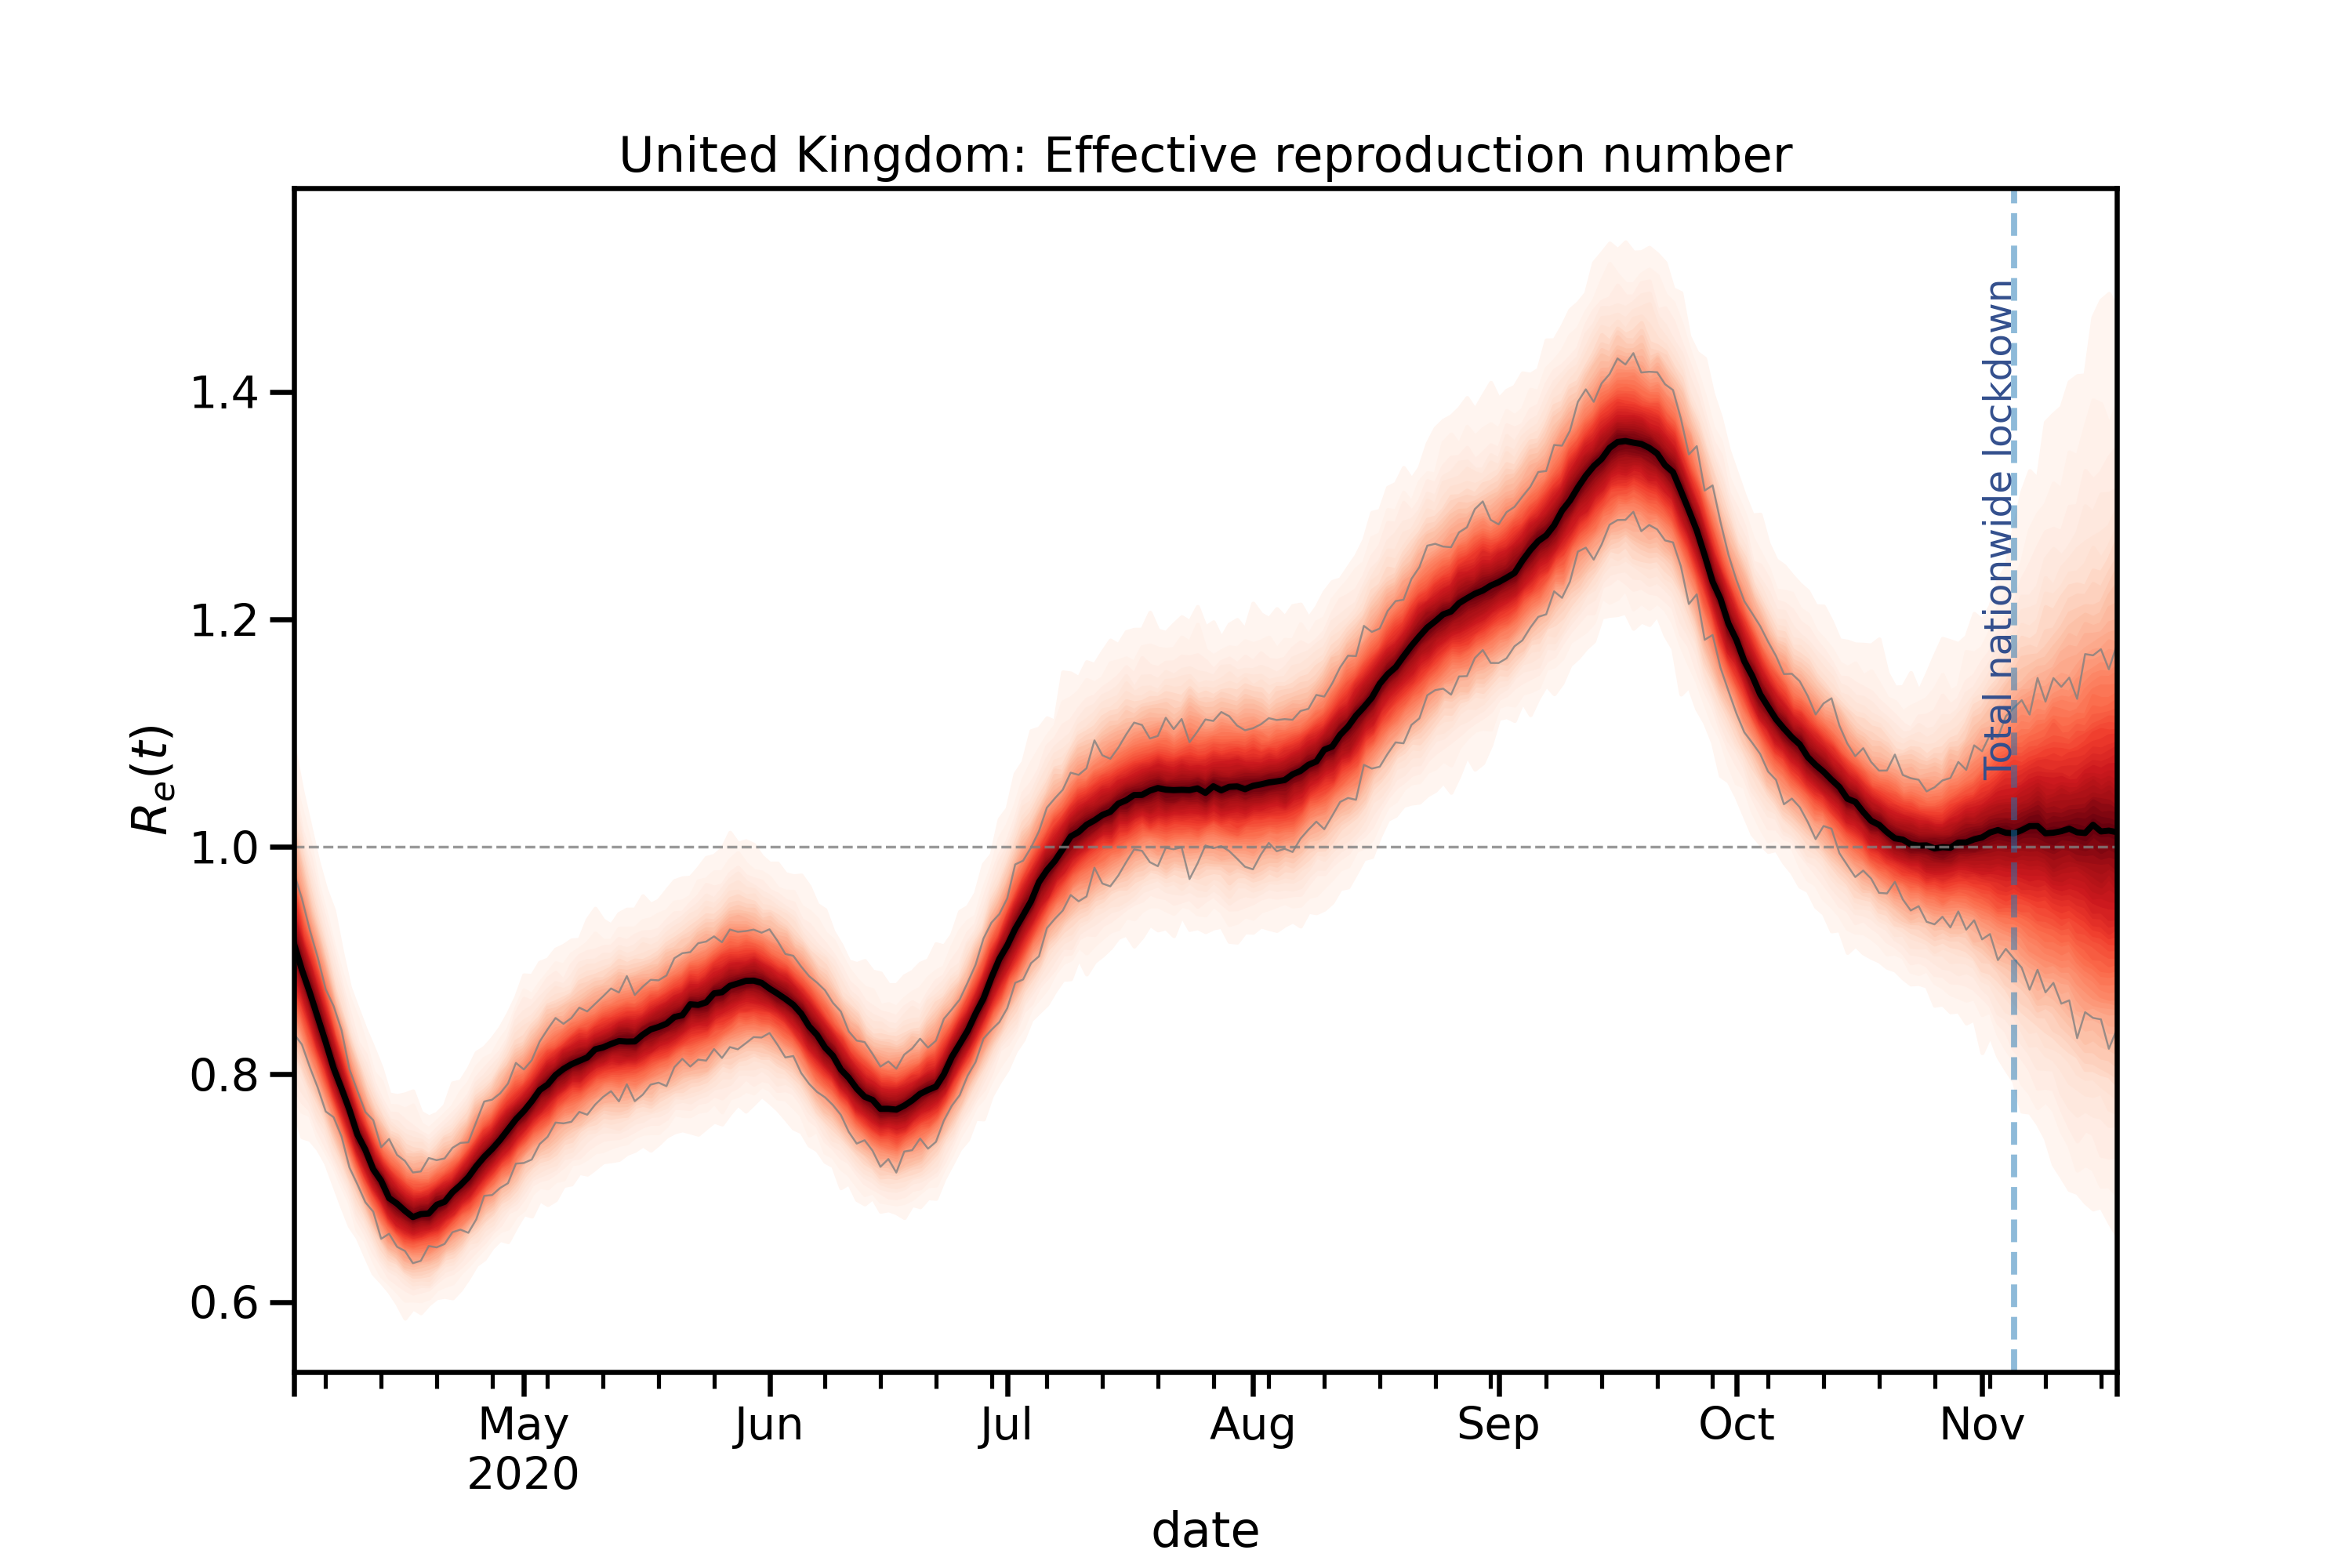 United Kingdom: Effective reproduction number
Total nationwide lockdown
1.4
1.2
1.0
0.8
0.6
Re(t)
May Jun Jul Aug Sep Oct Nov
2020
date